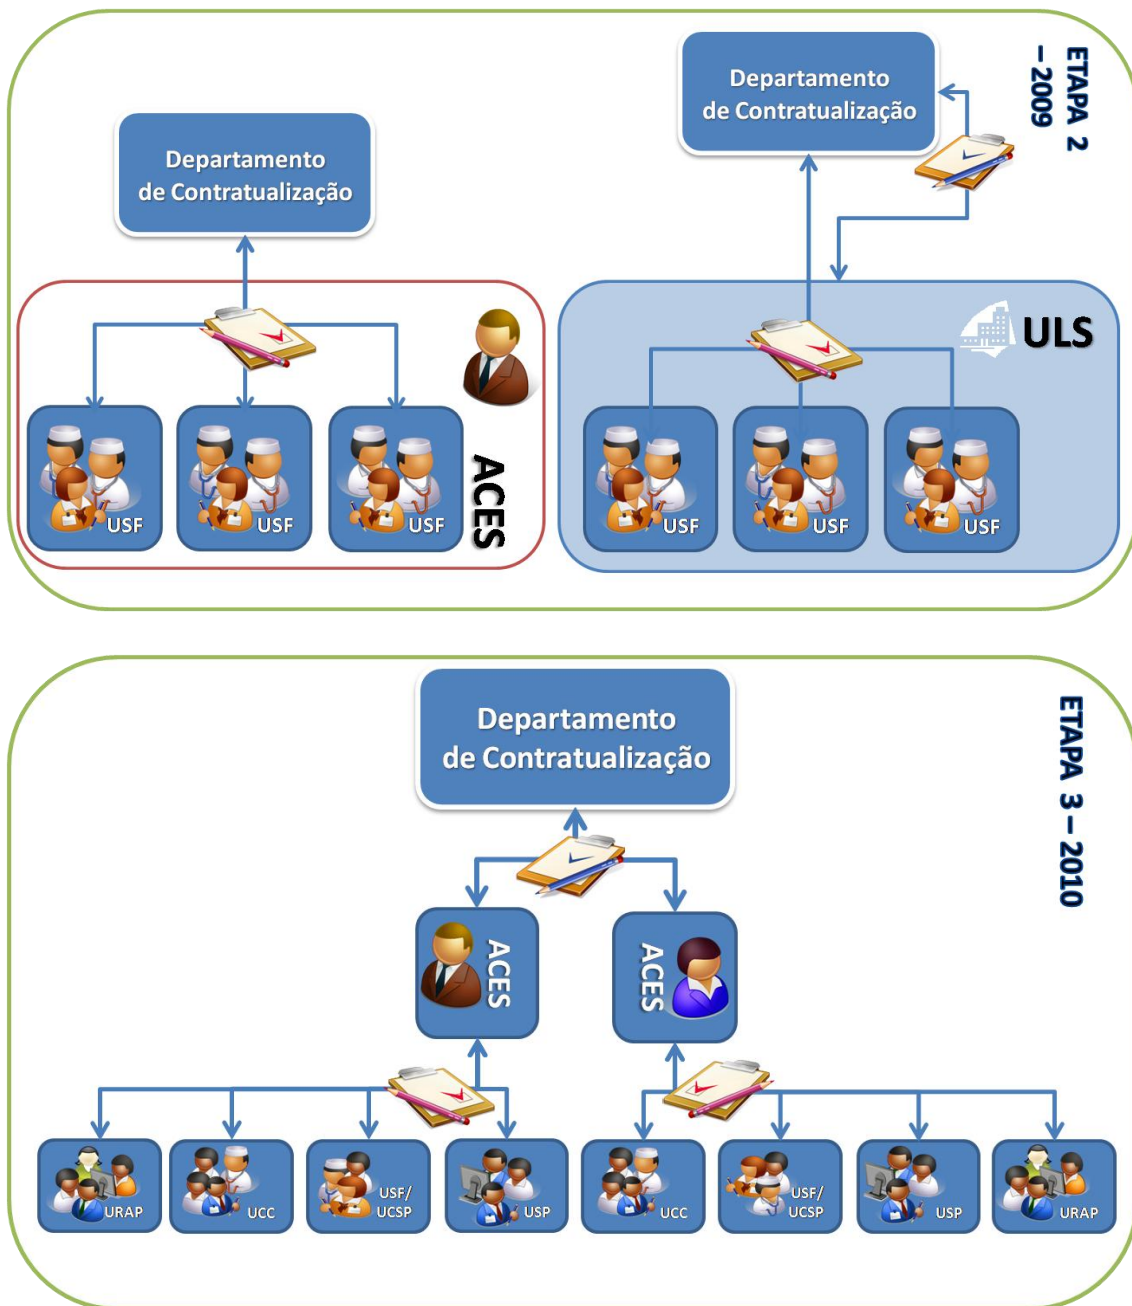 ETAPA 2
– 2009
Departamento
de Contratualização
Departamento
de Contratualização
ULS
ACES
USF
USF
USF
USF
USF
USF
ETAPA 3 – 2010
Departamento
de Contratualização
ACES
ACES
URAP
UCC
USF/
UCSP
USP
UCC
USF/
UCSP
USP
URAP